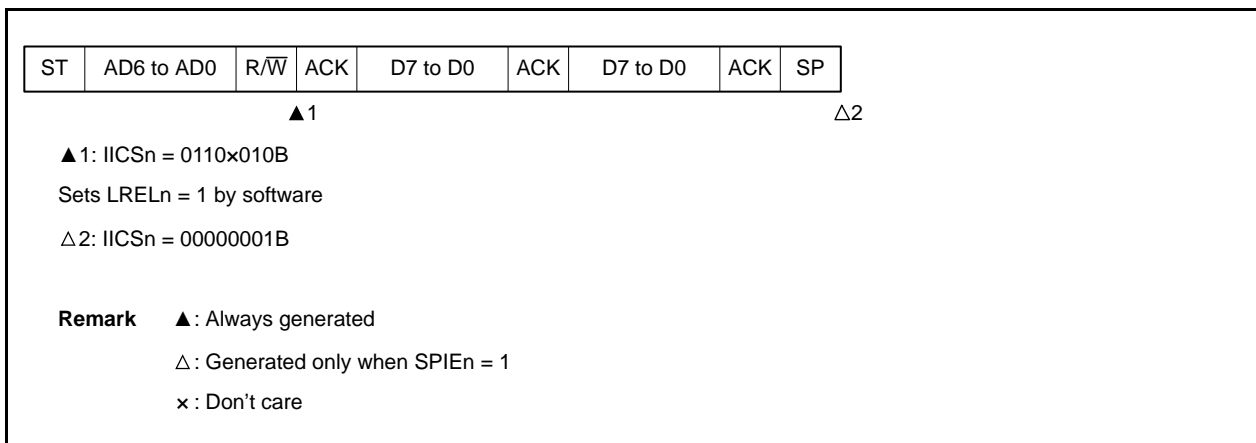 ST AD6 to AD0 R/W̅ ACK D7 to D0 ACK D7 to D0 ACK SP
▲1 △2
▲1: IICSn = 0110×010B
Sets LRELn = 1 by software
△2: IICSn = 00000001B
Remark ▲: Always generated
△: Generated only when SPIEn = 1
×: Don't care